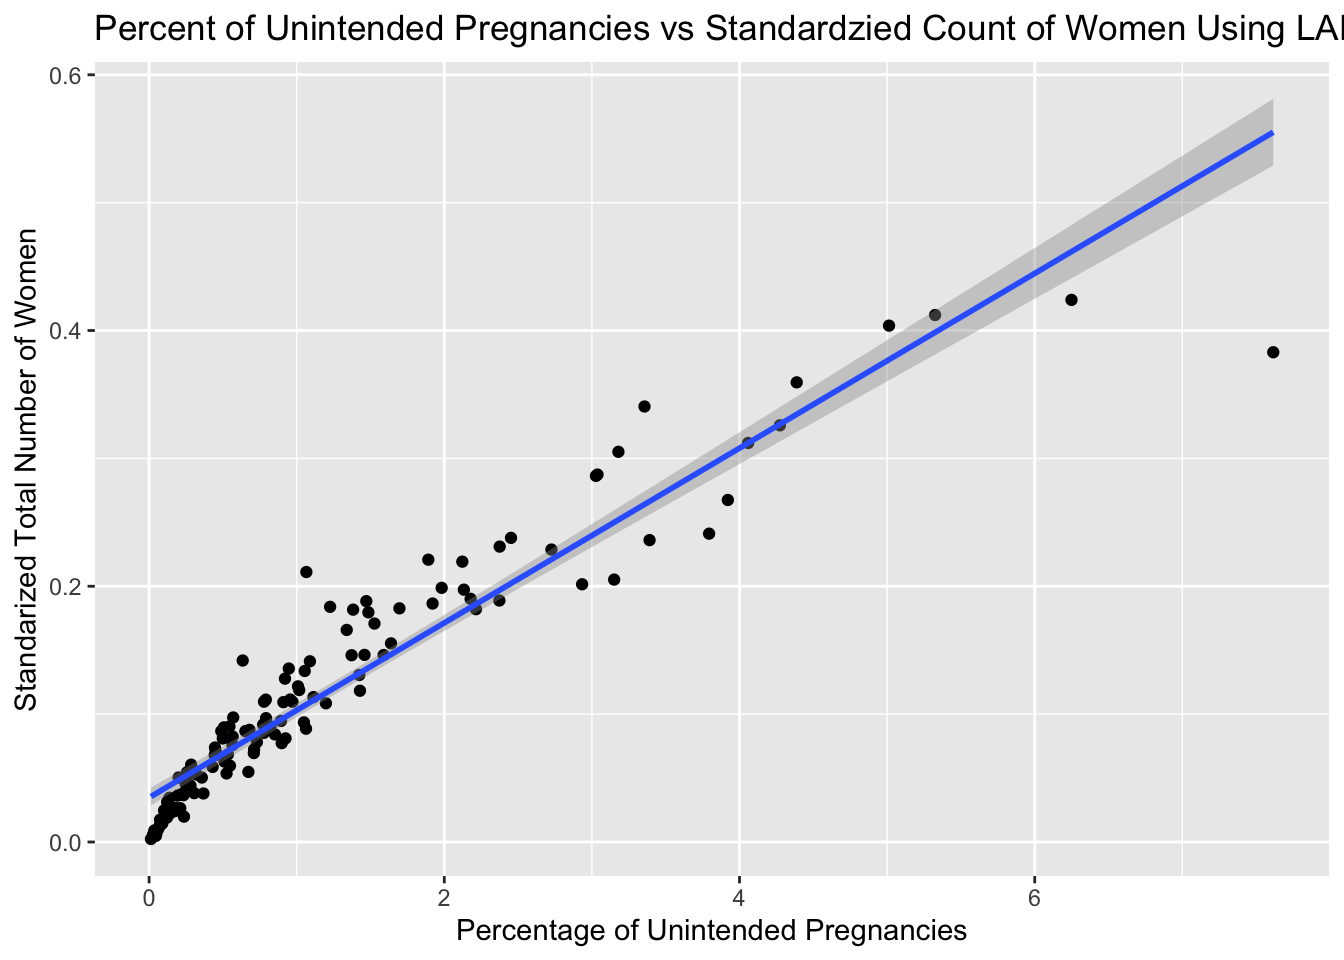 Percent of Unintended Pregnancies vs Standardzied Count of Women Using
Standarized Total Number of Women
0.6
0.4
0.2
0.0
0 2 4 6
Percentage of Unintended Pregnancies